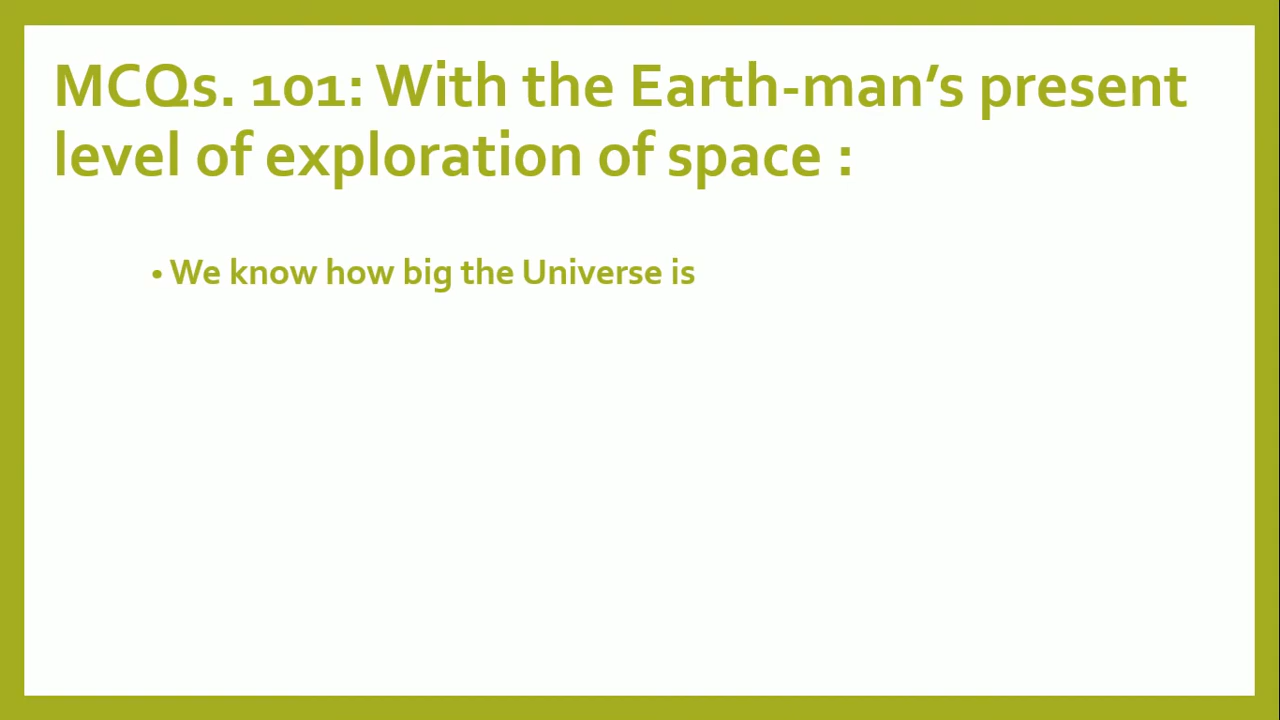 MCQs. 101: With the Earth-man’s present
level of exploration of space :
• We know how big the Universe is